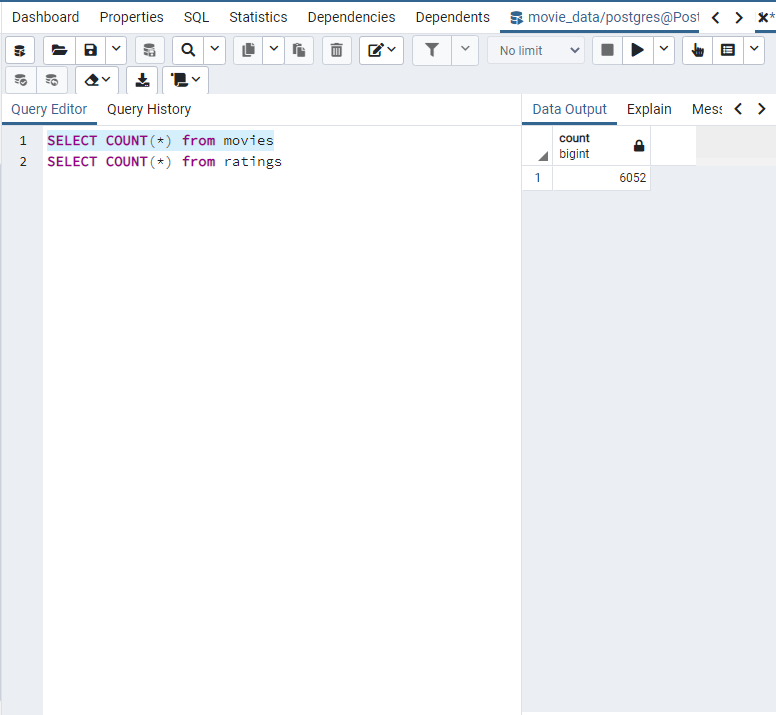 Dashboard Properties SQL Statistics Dependencies Dependents movie_data/postgres@Post
No limit
Query Editor Query History
1 SELECT COUNT(*) from movies
2 SELECT COUNT(*) from ratings
Data Output Explain Mess
count
bigint
1 6052